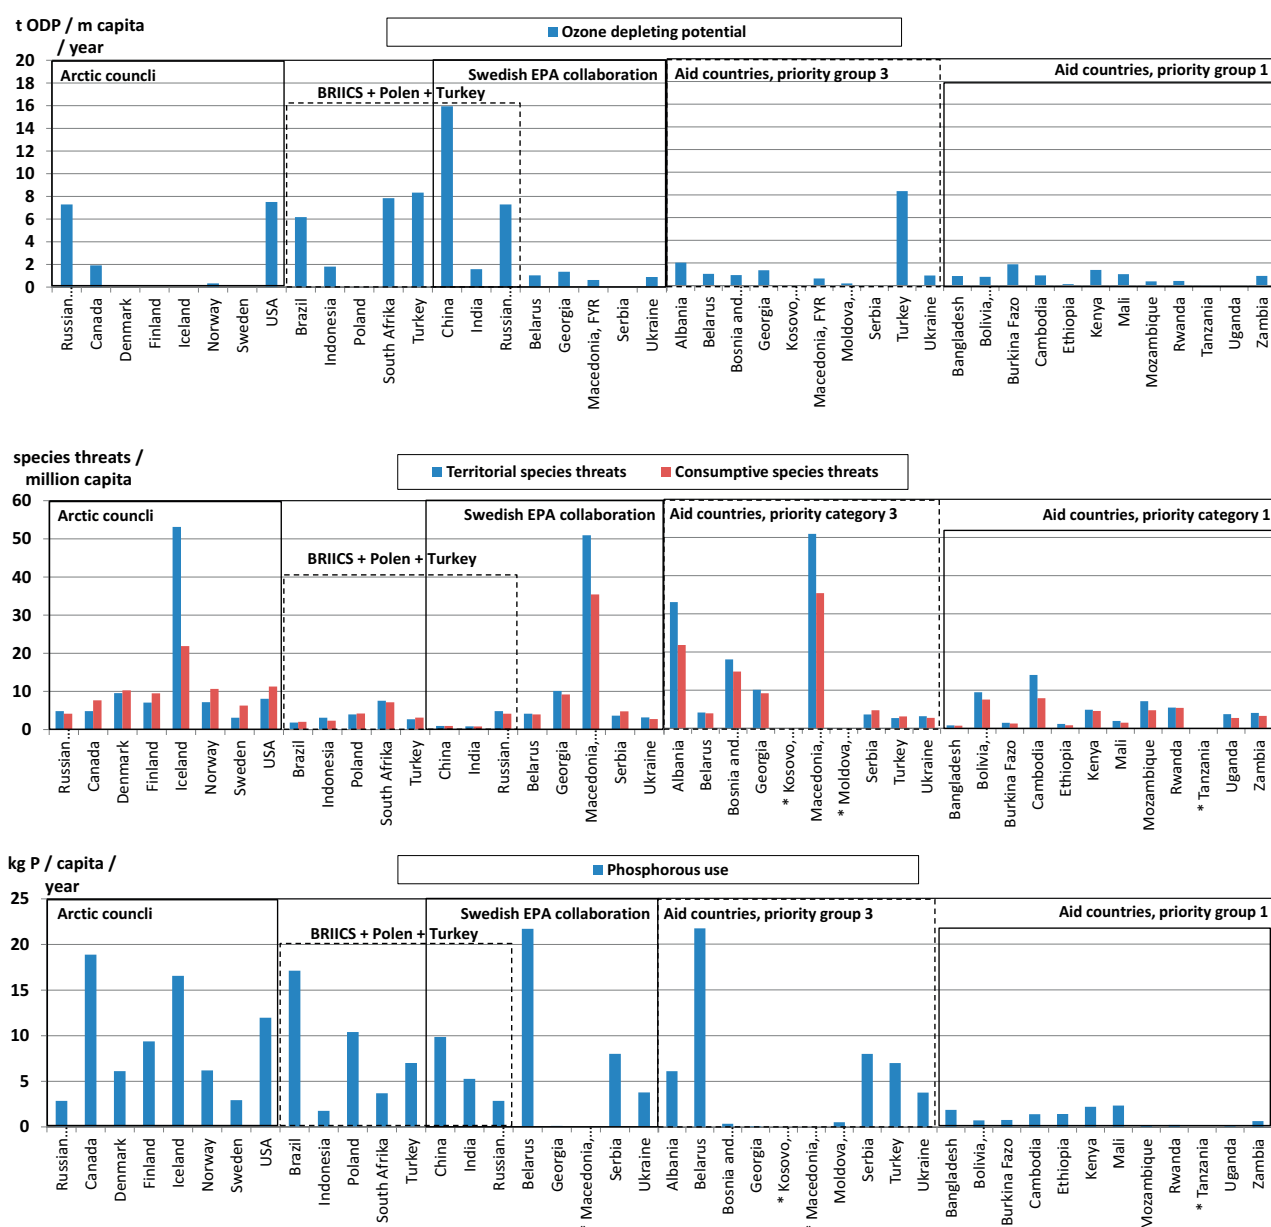 t ODP / m capita
/ year
Ozone depleting potential
20
18
16
14
12
10
8
6
4
2
0
Arctic councli
BRIICS + Polen + Turkey
Swedish EPA collaboration
Aid countries, priority group 3
Aid countries, priority group 1
Russian…
Canada
Denmark
Finland
Iceland
Norway
Sweden
USA
Brazil
Indonesia
Poland
South Afrika
Turkey
China
India
Russian…
Belarus
Georgia
Macedonia, FYR
Serbia
Ukraine
Albania
Belarus
Bosnia and…
Georgia
Kosovo,…
Macedonia, FYR
Moldova,…
Serbia
Turkey
Ukraine
Bangladesh
Bolivia,…
Burkina Fazo
Cambodia
Ethiopia
Kenya
Mali
Mozambique
Rwanda
Tanzania
Uganda
Zambia
species threats /
million capita
Territorial species threats
Consumptive species threats
60
50
40
30
20
10
0
Arctic councli
BRIICS + Polen + Turkey
Swedish EPA collaboration
Aid countries, priority category 3
Aid countries, priority category 1
Russian…
Canada
Denmark
Finland
Iceland
Norway
Sweden
USA
Brazil
Indonesia
Poland
South Afrika
Turkey
China
India
Russian…
Belarus
Georgia
Macedonia,…
Serbia
Ukraine
Albania
Belarus
Bosnia and…
Georgia
* Kosovo,…
Macedonia,…
* Moldova,…
Serbia
Turkey
Ukraine
Bangladesh
Bolivia,…
Burkina Fazo
Cambodia
Ethiopia
Kenya
Mali
Mozambique
Rwanda
* Tanzania
Uganda
Zambia
kg P / capita /
year
Phosphorous use
25
20
15
10
5
0
Arctic councli
BRIICS + Polen + Turkey
Swedish EPA collaboration
Aid countries, priority group 3
Aid countries, priority group 1
Russian…
Canada
Denmark
Finland
Iceland
Norway
Sweden
USA
Brazil
Indonesia
Poland
South Afrika
Turkey
China
India
Russian…
Belarus
Georgia
* Macedonia,…
Serbia
Ukraine
Albania
Belarus
Bosnia and…
Georgia
* Kosovo,…
* Macedonia,…
Moldova,…
Serbia
Turkey
Ukraine
Bangladesh
Bolivia,…
Burkina Fazo
Cambodia
Ethiopia
Kenya
Mali
Mozambique
Rwanda
* Tanzania
Uganda
Zambia